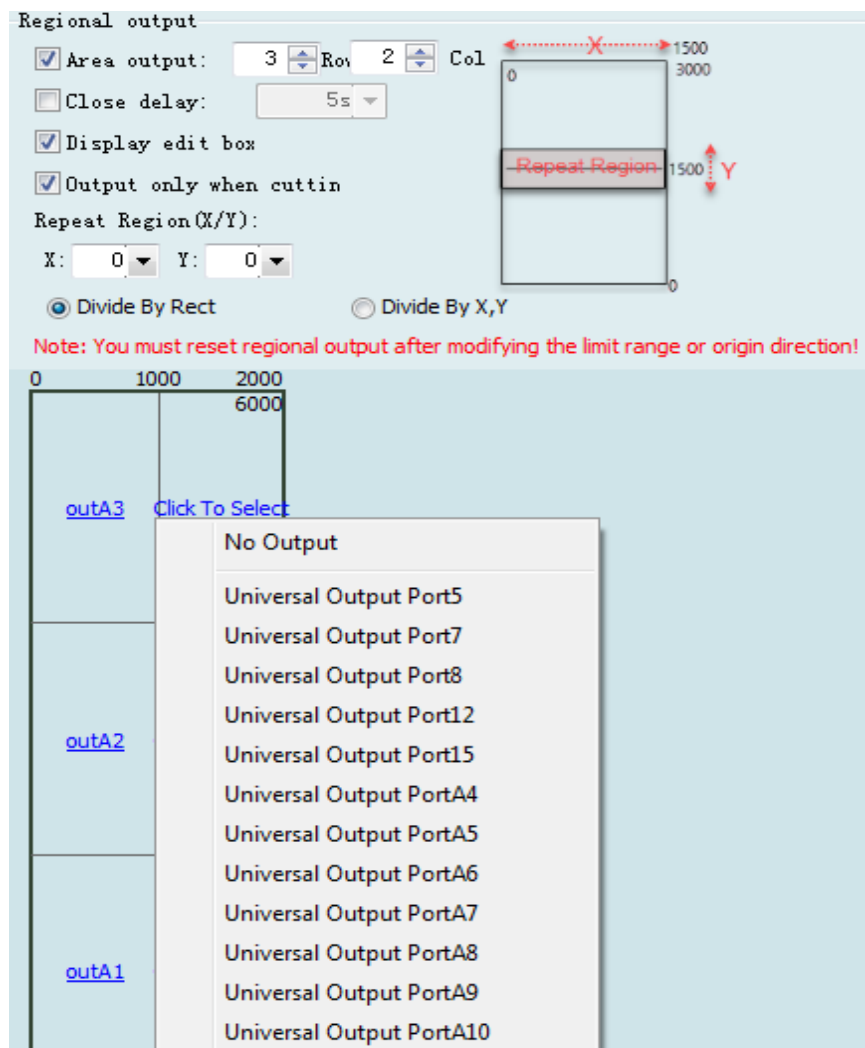 Regional output
Area output: 3 Row 2 Col
Close delay: 5s
Display edit box
Output only when cuttin
Repeat Region(X/Y):
X: 0 Y: 0
Divide By Rect Divide By X,Y
X 1500
0 3000
Repeat Region 1500 Y
0
Note: You must reset regional output after modifying the limit range or origin direction!
0 1000 2000
6000
outA3 Click To Select
No Output
Universal Output Port5
Universal Output Port7
Universal Output Port8
Universal Output Port12
outA2
Universal Output Port15
Universal Output PortA4
Universal Output PortA5
Universal Output PortA6
Universal Output PortA7
Universal Output PortA8
outA1
Universal Output PortA9
Universal Output PortA10